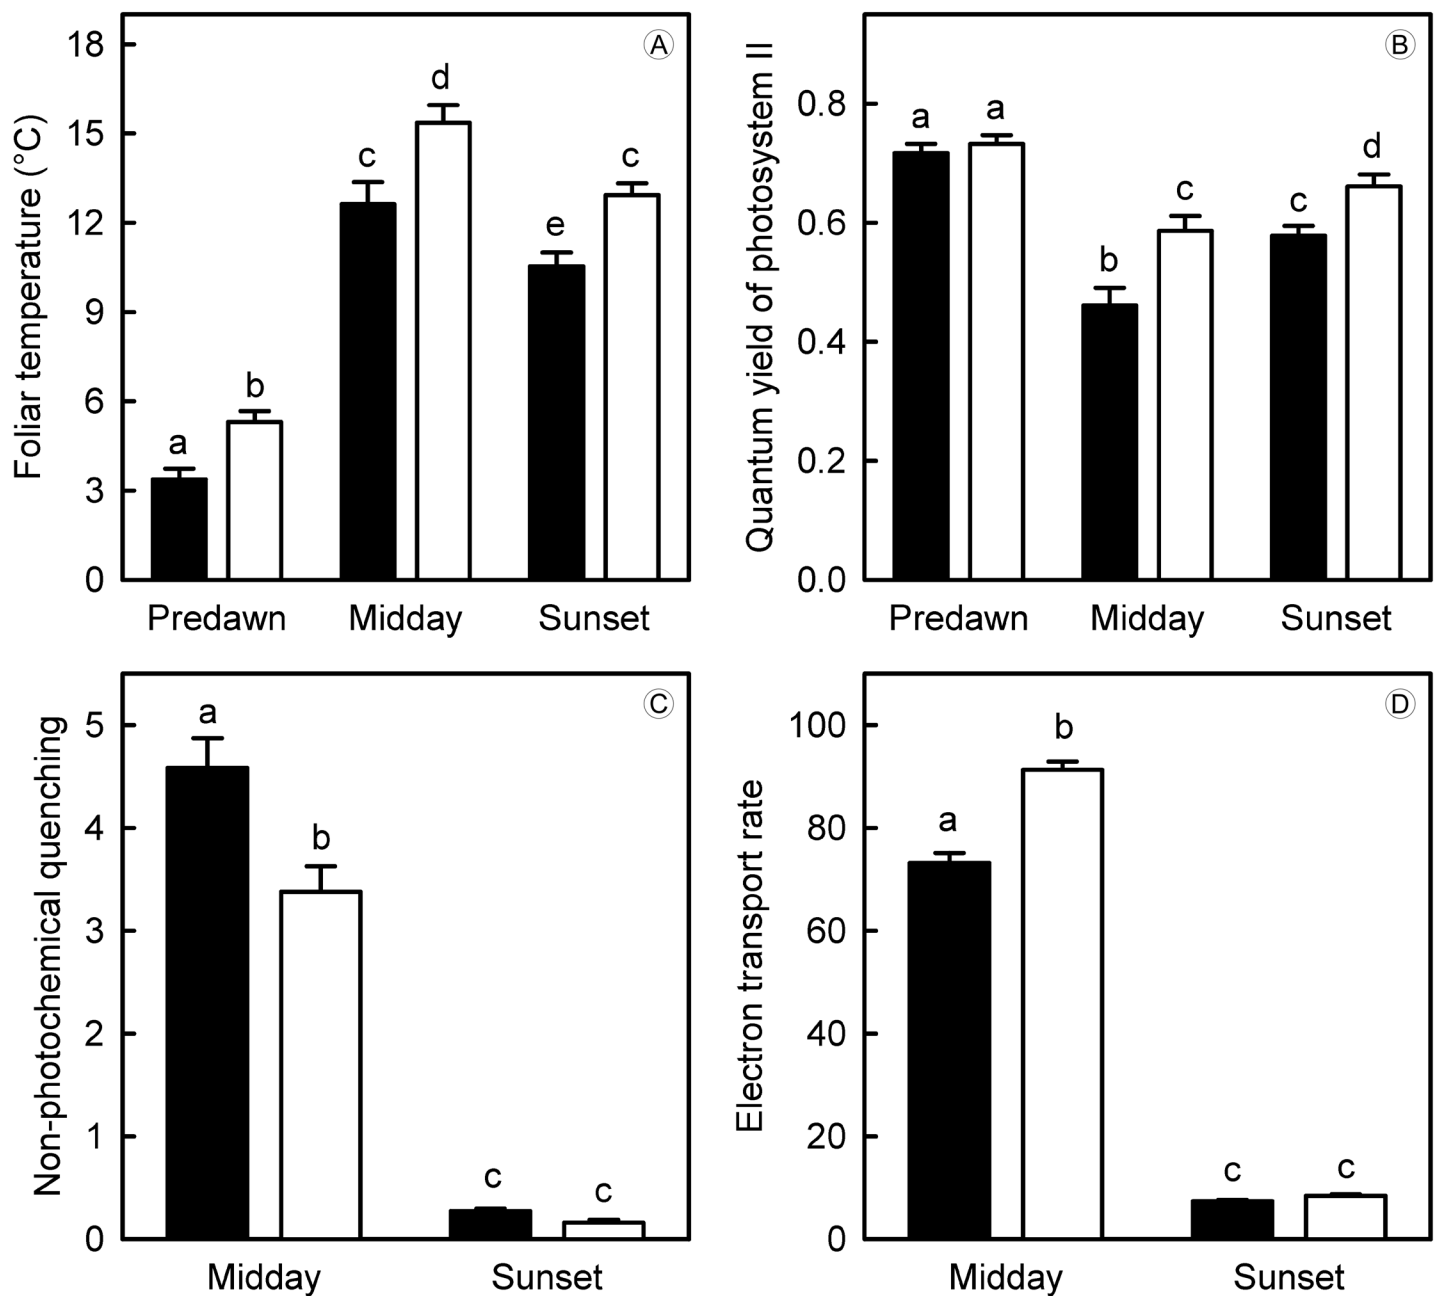 Foliar temperature (°C)
18
15
12
9
6
3
0
A
a
b
c
d
e
c
Predawn Midday Sunset
Quantum yield of photosystem II
0.8
0.6
0.4
0.2
0.0
B
a
a
b
c
c
d
Predawn Midday Sunset
Non-photochemical quenching
5
4
3
2
1
0
C
a
b
c
c
Midday Sunset
Electron transport rate
100
80
60
40
20
0
D
a
b
c
c
Midday Sunset